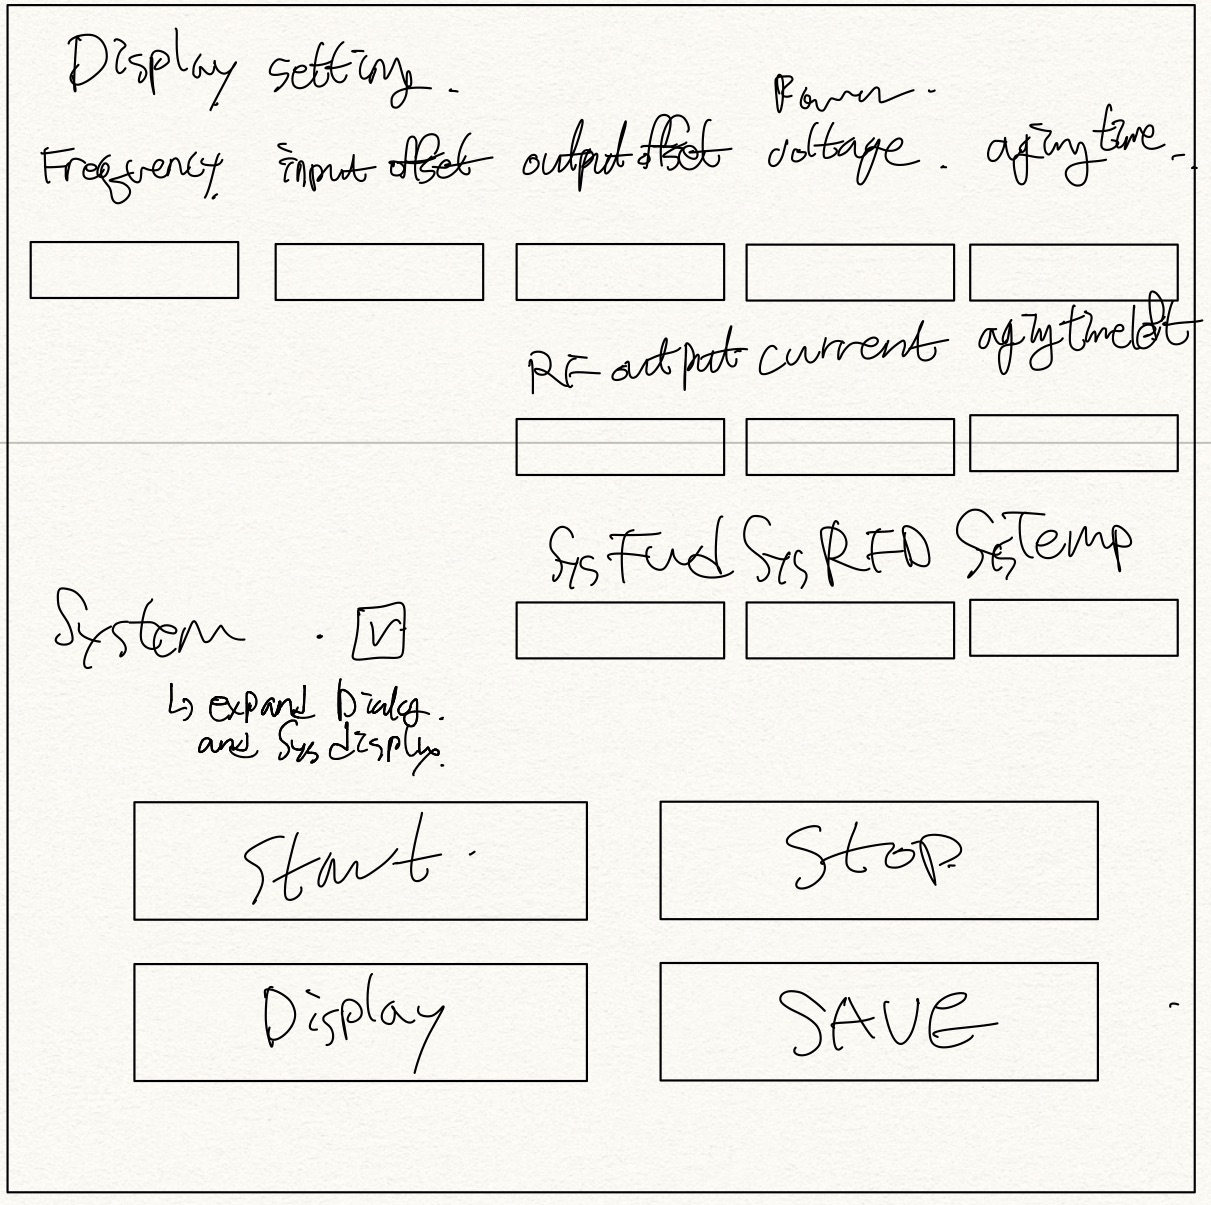 Display setting.
Power.
Frequency. input offset output offset voltage. aging time.
RF output current aging time left
Sys Fwd Sys RFD Sys Temp
System
↳ expand Dialog.
and Sys display.
Start.
Stop
Display
SAVE